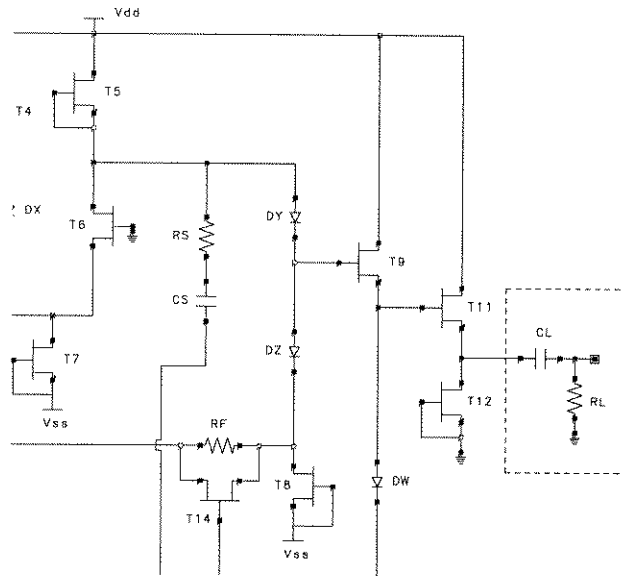 Vdd
T5
T4
DX
T6
DY
RS
T9
CS
T11
CL
DZ
T7
T12
RL
Vss
RF
T8
DW
T14
Vss